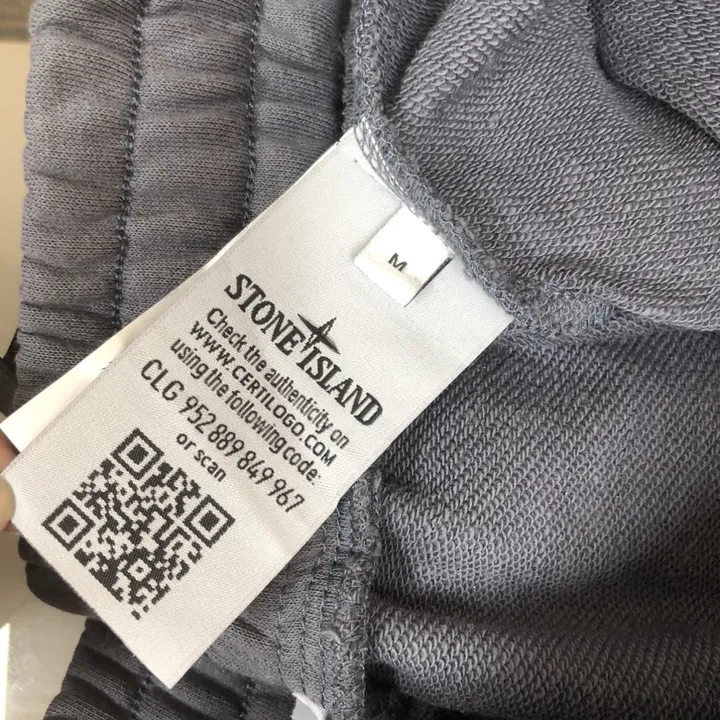 M
STONE ISLAND
Check the authenticity on
WWW.CERTILOGO.COM
using the following code.
CLG 952 889 849 967
or scan